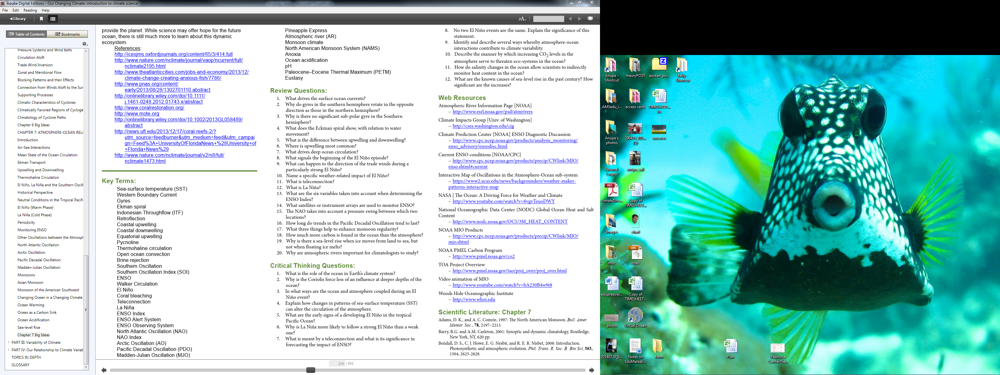 Adobe Digital Editions - Our Changing Climate: introduction to climate science
File Edit Reading Help
Library
Table of Contents
Bookmarks
Pressure Systems and Wind Belts
Circulation Aloft
Trade Wind Inversion
Zonal and Meridional Flow
Blocking Patterns and their Effects
Connection from Winds Aloft to the Sur
Supporting Processes
Climatic Characteristics of Cyclones
Climatically Favored Regions of Cycloge
Climatology of Cyclone Paths
Chapter 6 Big Ideas
CHAPTER 7: ATMOSPHERE-OCEAN RELA
Introduction
Air-Sea Interactions
Mean State of the Ocean Circulation
Ekman Transport
Upwelling and Downwelling
Thermohaline Circulation
El Niño, La Niña and the Southern Oscill
Historical Perspective
Neutral Conditions in the Tropical Pacifi
El Niño (Warm Phase)
La Niña (Cold Phase)
Periodicity
Monitoring ENSO
Other Oscillations between the Atmospl
North Atlantic Oscillation
Arctic Oscillation
Pacific Decadal Oscillation
Madden-Julian Oscillation
Monsoons
Asian Monsoon
Monsoon of the American Southwest
Changing Ocean in a Changing Climate
Ocean Warming
Ocean as a Carbon Sink
Ocean Acidification
Sea-level Rise
Chapter 7 Big Ideas
PART III: Variability of Climate
PART IV: Our Relationship to Climate Variab
TOPICS IN DEPTH
GLOSSARY
provide the planet. While science may offer hope for the future
ocean, there is still much more to learn about this dynamic
ecosystem.
References:
http://icesjms.oxfordjournals.org/content/65/3/414.full
http://www.nature.com/nclimate/journal/vaop/ncurrent/full/
nclimate2195.html
http://www.theatlanticcities.com/jobs-and-economy/2013/12/
climate-change-creating-anxious-fish/7786/
http://www.pnas.org/content/
early/2013/08/28/1302701110.abstract
http://onlinelibrary.wiley.com/doi/10.1111/
j.1461-0248.2012.01743.x/abstract
http://www.coralrestoration.org/
http://www.mote.org
http://onlinelibrary.wiley.com/doi/10.1002/2013GL058489/
abstract
http://news.ufl.edu/2013/12/17/coral-reefs-2/?
utm_source=feedburner&utm_medium=feed&utm_campai
gn=Feed%3A+UniversityOfFloridaNews+%28University+of
+Florida+News%29
http://www.nature.com/nclimate/journal/v2/n8/full/
nclimate1473.html
Key Terms:
Sea-surface temperature (SST)
Western Boundary Current
Gyres
Ekman spiral
Indonesian Throughflow (ITF)
Retroflection
Coastal upwelling
Coastal downwelling
Equatorial upwelling
Pycnoline
Thermohaline circulation
Open ocean convection
Brine rejection
Southern Oscillation
Southern Oscillation Index (SOI)
ENSO
Walker Circulation
El Niño
Coral bleaching
Teleconnection
La Niña
ENSO Index
ENSO Alert System
ENSO Observing System
North Atlantic Oscillation (NAO)
NAO Index
Arctic Oscillation (AO)
Pacific Decadal Oscillation (PDO)
Madden-Julian Oscillation (MJO)
Pineapple Express
Atmospheric river (AR)
Monsoon climate
North American Monsoon System (NAMS)
Anoxia
Ocean acidification
pH
Paleocene–Eocene Thermal Maximum (PETM)
Eustasy
Review Questions:
1. What drives the surface ocean currents?
2. Why do gyres in the southern hemisphere rotate in the opposite
direction as those in the northern hemisphere?
3. Why is there no significant sub-polar gyre in the Southern
hemisphere?
4. What does the Eckman spiral show, with relation to water
movement?
5. What is the difference between upwelling and downwelling?
6. Where is upwelling most common?
7. What drives deep ocean circulation?
8. What signals the beginning of the El Niño episode?
9. What can happen to the direction of the trade winds during a
particularly strong El Niño?
10. Name a specific weather-related impact of El Niño?
11. What is teleconnection?
12. What is La Niña?
13. What are the six variables taken into account when determining the
ENSO Index?
14. What satellites or instrument arrays are used to monitor ENSO?
15. The NAO takes into account a pressure swing between which two
locations?
16. How long do trends in the Pacific Decadal Oscillation tend to last?
17. What three things help to enhance monsoon regularity?
18. How much more carbon is found in the ocean than the atmosphere?
19. Why is there a sea-level rise when ice moves from land to sea, but
not when floating ice melts?
20. Why are atmospheric rivers important for climatologists to study?
Critical Thinking Questions:
1. What is the role of the ocean in Earth's climate system?
2. Why is the Coriolis force less of an influence at deeper depths of the
ocean?
3. In what ways are the ocean and atmosphere coupled during an El
Niño event?
4. Explain how changes in patterns of sea-surface temperature (SST)
can alter the circulation of the atmosphere.
5. What are the early signs of a developing El Niño in the tropical
Pacific Ocean?
6. Why is La Niña more likely to follow a strong El Niño than a weak
one?
7. What is meant by a teleconnection and what is its significance in
forecasting the impact of ENSO?
8. No two El Niño events are the same. Explain the significance of this
statement.
9. Identify and describe several ways whereby atmosphere-ocean
interactions contribute to climate variability.
10. Describe the manner by which increasing CO2 levels in the
atmosphere serve to threaten eco-systems in the ocean?
11. How do salinity changes in the ocean allow scientists to indirectly
monitor heat content in the ocean?
12. What are the known causes of sea-level rise in the past century? How
significant are the increases?
Web Resources
Atmospheric River Information Page [NOAA]
– http://www.esrl.noaa.gov/psd/atmrivers
Climate Impacts Group [Univ. of Washington]
– http://cses.washington.edu/cig
Climate Prediction Center [NOAA] ENSO Diagnostic Discussion
– http://www.cpc.ncep.noaa.gov/products/analysis_monitoring/
enso_advisory/ensodisc.html
Current ENSO conditions [NOAA/CPC]
– http://www.cpc.ncep.noaa.gov/products/precip/CWlink/MJO/
enso.shtml#current
Interactive Map of Oscillations in the Atmosphere-Ocean sub-system
– https://www2.ucar.edu/news/backgrounders/weather-maker-
patterns-interactive-map
NASA | The Ocean: A Driving Force for Weather and Climate
– http://www.youtube.com/watch?v=6vgvTeuoDWY
National Oceanographic Data Center (NODC) Global Ocean Heat and Salt
Content
– http://www.nodc.noaa.gov/OC5/3M_HEAT_CONTENT
NOAA MJO Products
– http://www.cpc.ncep.noaa.gov/products/precip/CWlink/MJO/
mjo.shtml
NOAA PMEL Carbon Program
– http://www.pmel.noaa.gov/co2
TOA Project Overview
– http://www.pmel.noaa.gov/tao/proj_over/proj_over.html
Video animation of MJO
– http://www.youtube.com/watch?v=bA230B4w9t8
Woods Hole Oceanographic Institute
– http://www.whoi.edu
Scientific Literature: Chapter 7
Adams, D. K., and A. C. Comrie, 1997: The North American Monsoon. Bull. Amer.
Meteor. Soc., 78, 2197–2213.
Barry, R.G. and A.M. Carleton, 2001: Synoptic and dynamic climatology, Routledge,
New York, NY, 620 pp.
Bendall, D. S., C. J. Howe, E. G. Nesbit, and R. E. R. Nisbet, 2008: Introduction.
Photosynthetic and atmospheric evolution. Phil. Trans. R. Soc. B: Bio Sci, 363,
1504, 2625-2628.
274 / 651
Anupa - Shortcut
mauryPOST
asokan_po...
Kelly - Shortcut
AMSedu_i...
access cards
TIMESHEET... xls
Anupa's photos
290435_101... (1)
wxcover
External Logos
anupa_sail
PDF
climateDive...
Copy of TIMESHEET...
Images
chad
misc
EPS
chad
edupressrel...
Copy of TIMESHEET...
photo
Virtual Ocean
20140728_1...
Notes on EduMarketi...
form
Plan
Resource Center Ne...